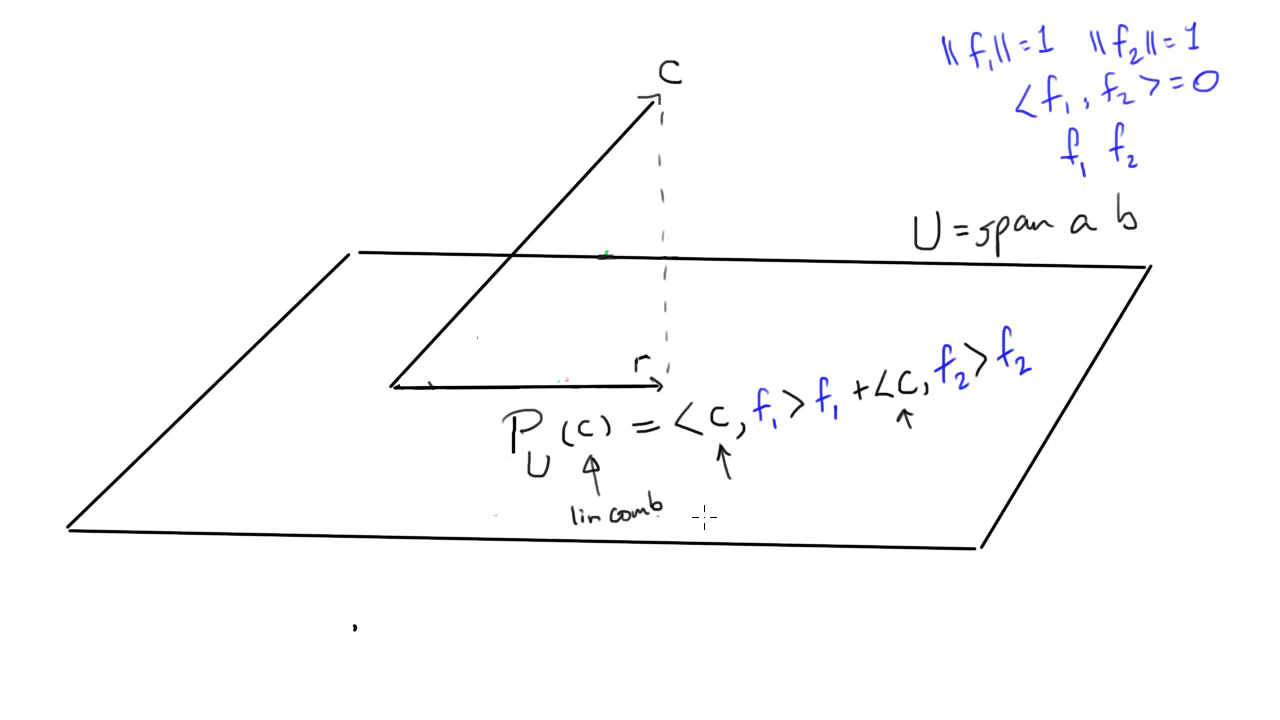 ‖f₁‖=1 ‖f₂‖=1
<f₁, f₂>=0
f₁ f₂
C
U = span a b
r
P_U (c) = <c, f₁> f₁ + <c, f₂> f₂
lin comb